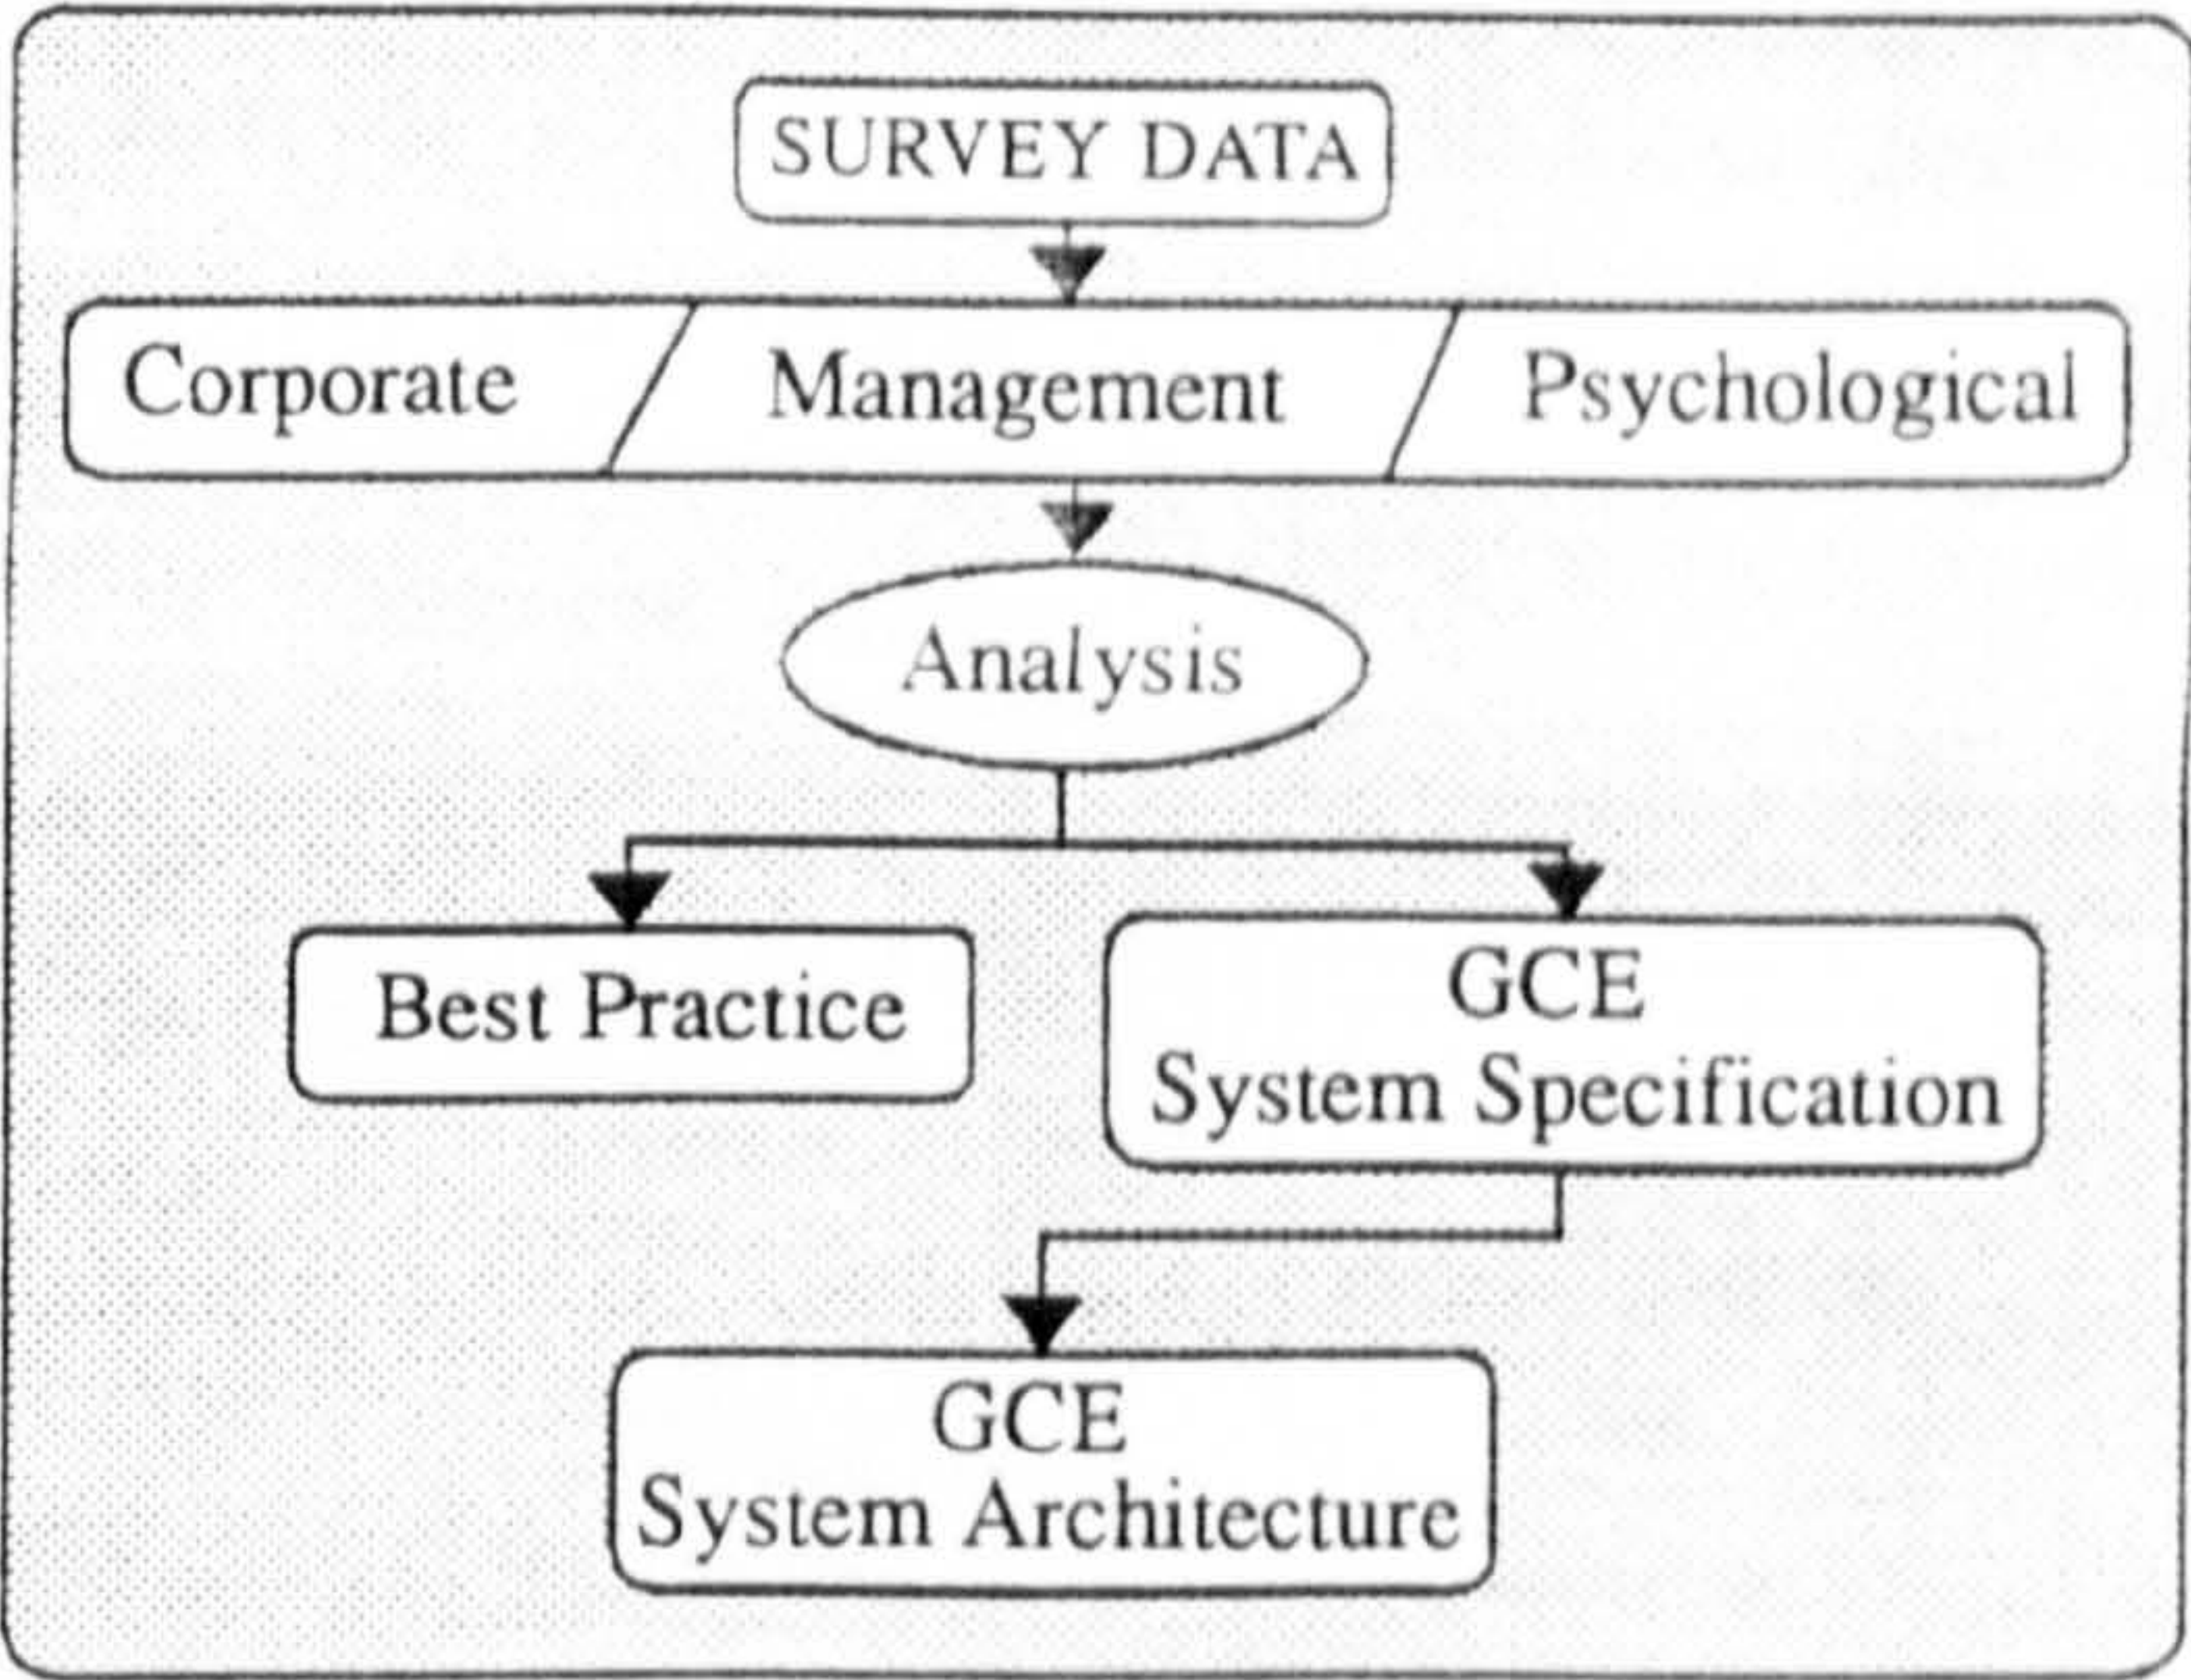 SURVEY DATA
Corporate Management Psychological
Analysis
Best Practice
GCE
System Specification
GCE
System Architecture